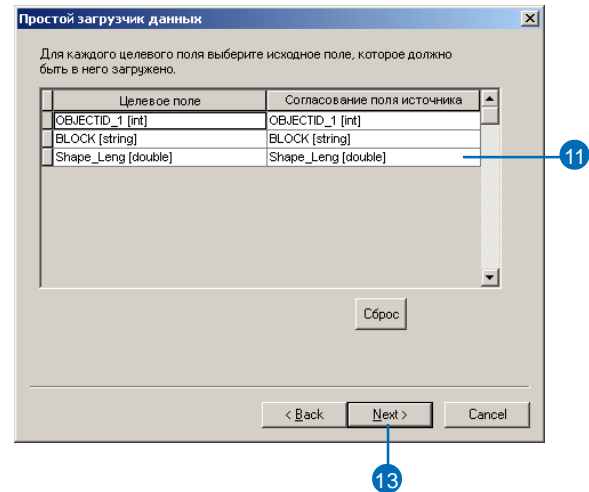 Простой загрузчик данных
Для каждого целевого поля выберите исходное поле, которое должно
быть в него загружено.
Целевое поле Согласование поля источника
OBJECTID_1 [int] OBJECTID_1 [int]
BLOCK [string] BLOCK [string]
Shape_Leng [double] Shape_Leng [double]
11
Сброс
< Back Next > Cancel
13